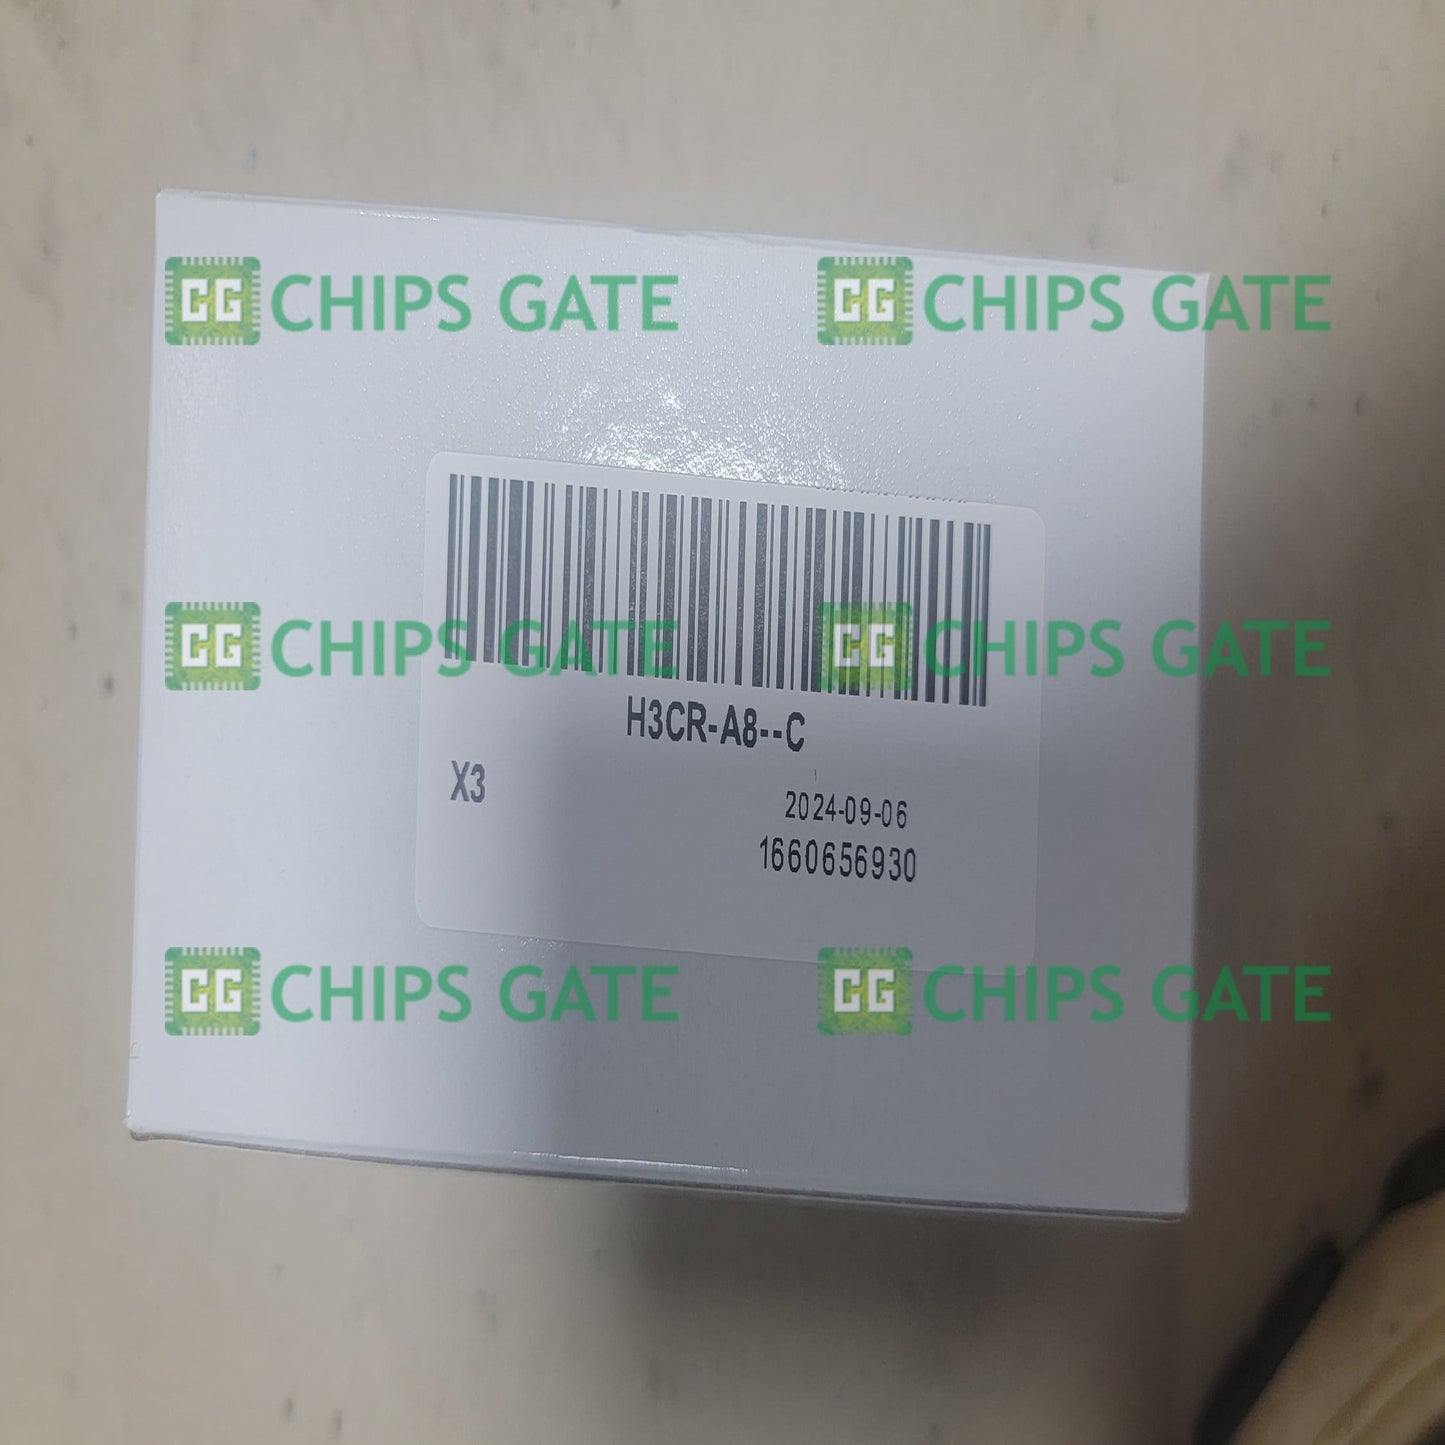 CG CHIPS GATE CG CHIPS GATE
CG CHIPS GATE CG CHIPS GATE
H3CR-A8--C
X3
2024-09-06
1660656930
CG CHIPS GATE CG CHIPS GATE